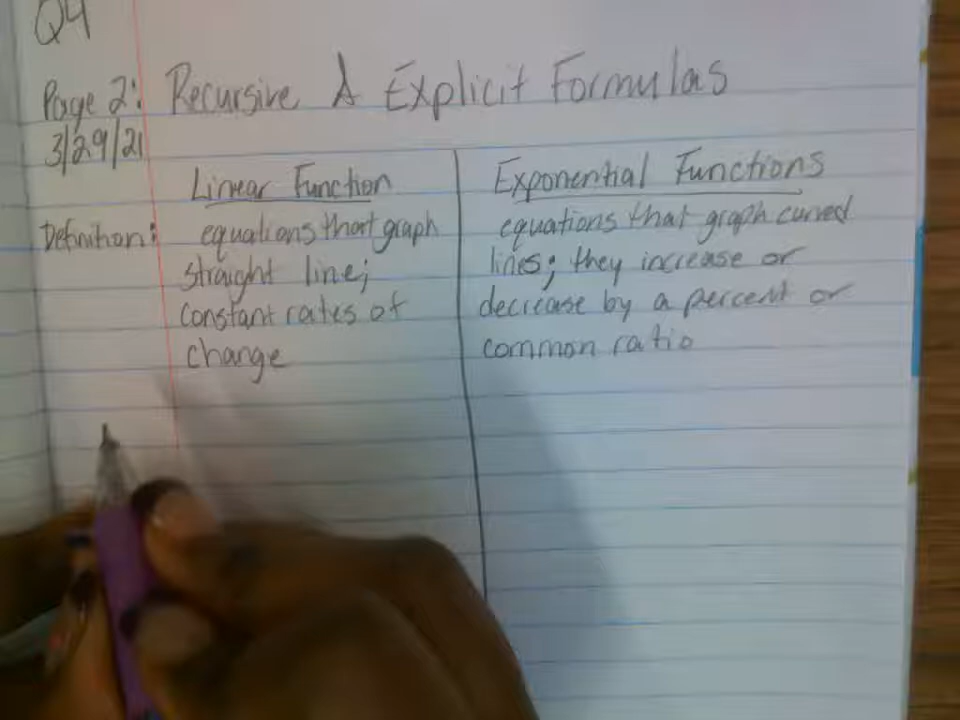 Q4
Page 2: Recursive & Explicit Formulas
3/29/21
Linear Function
Exponential Functions
Definition:
equations that graph
straight line;
constant rates of
change
equations that graph curved
lines; they increase or
decrease by a percent or
common ratio